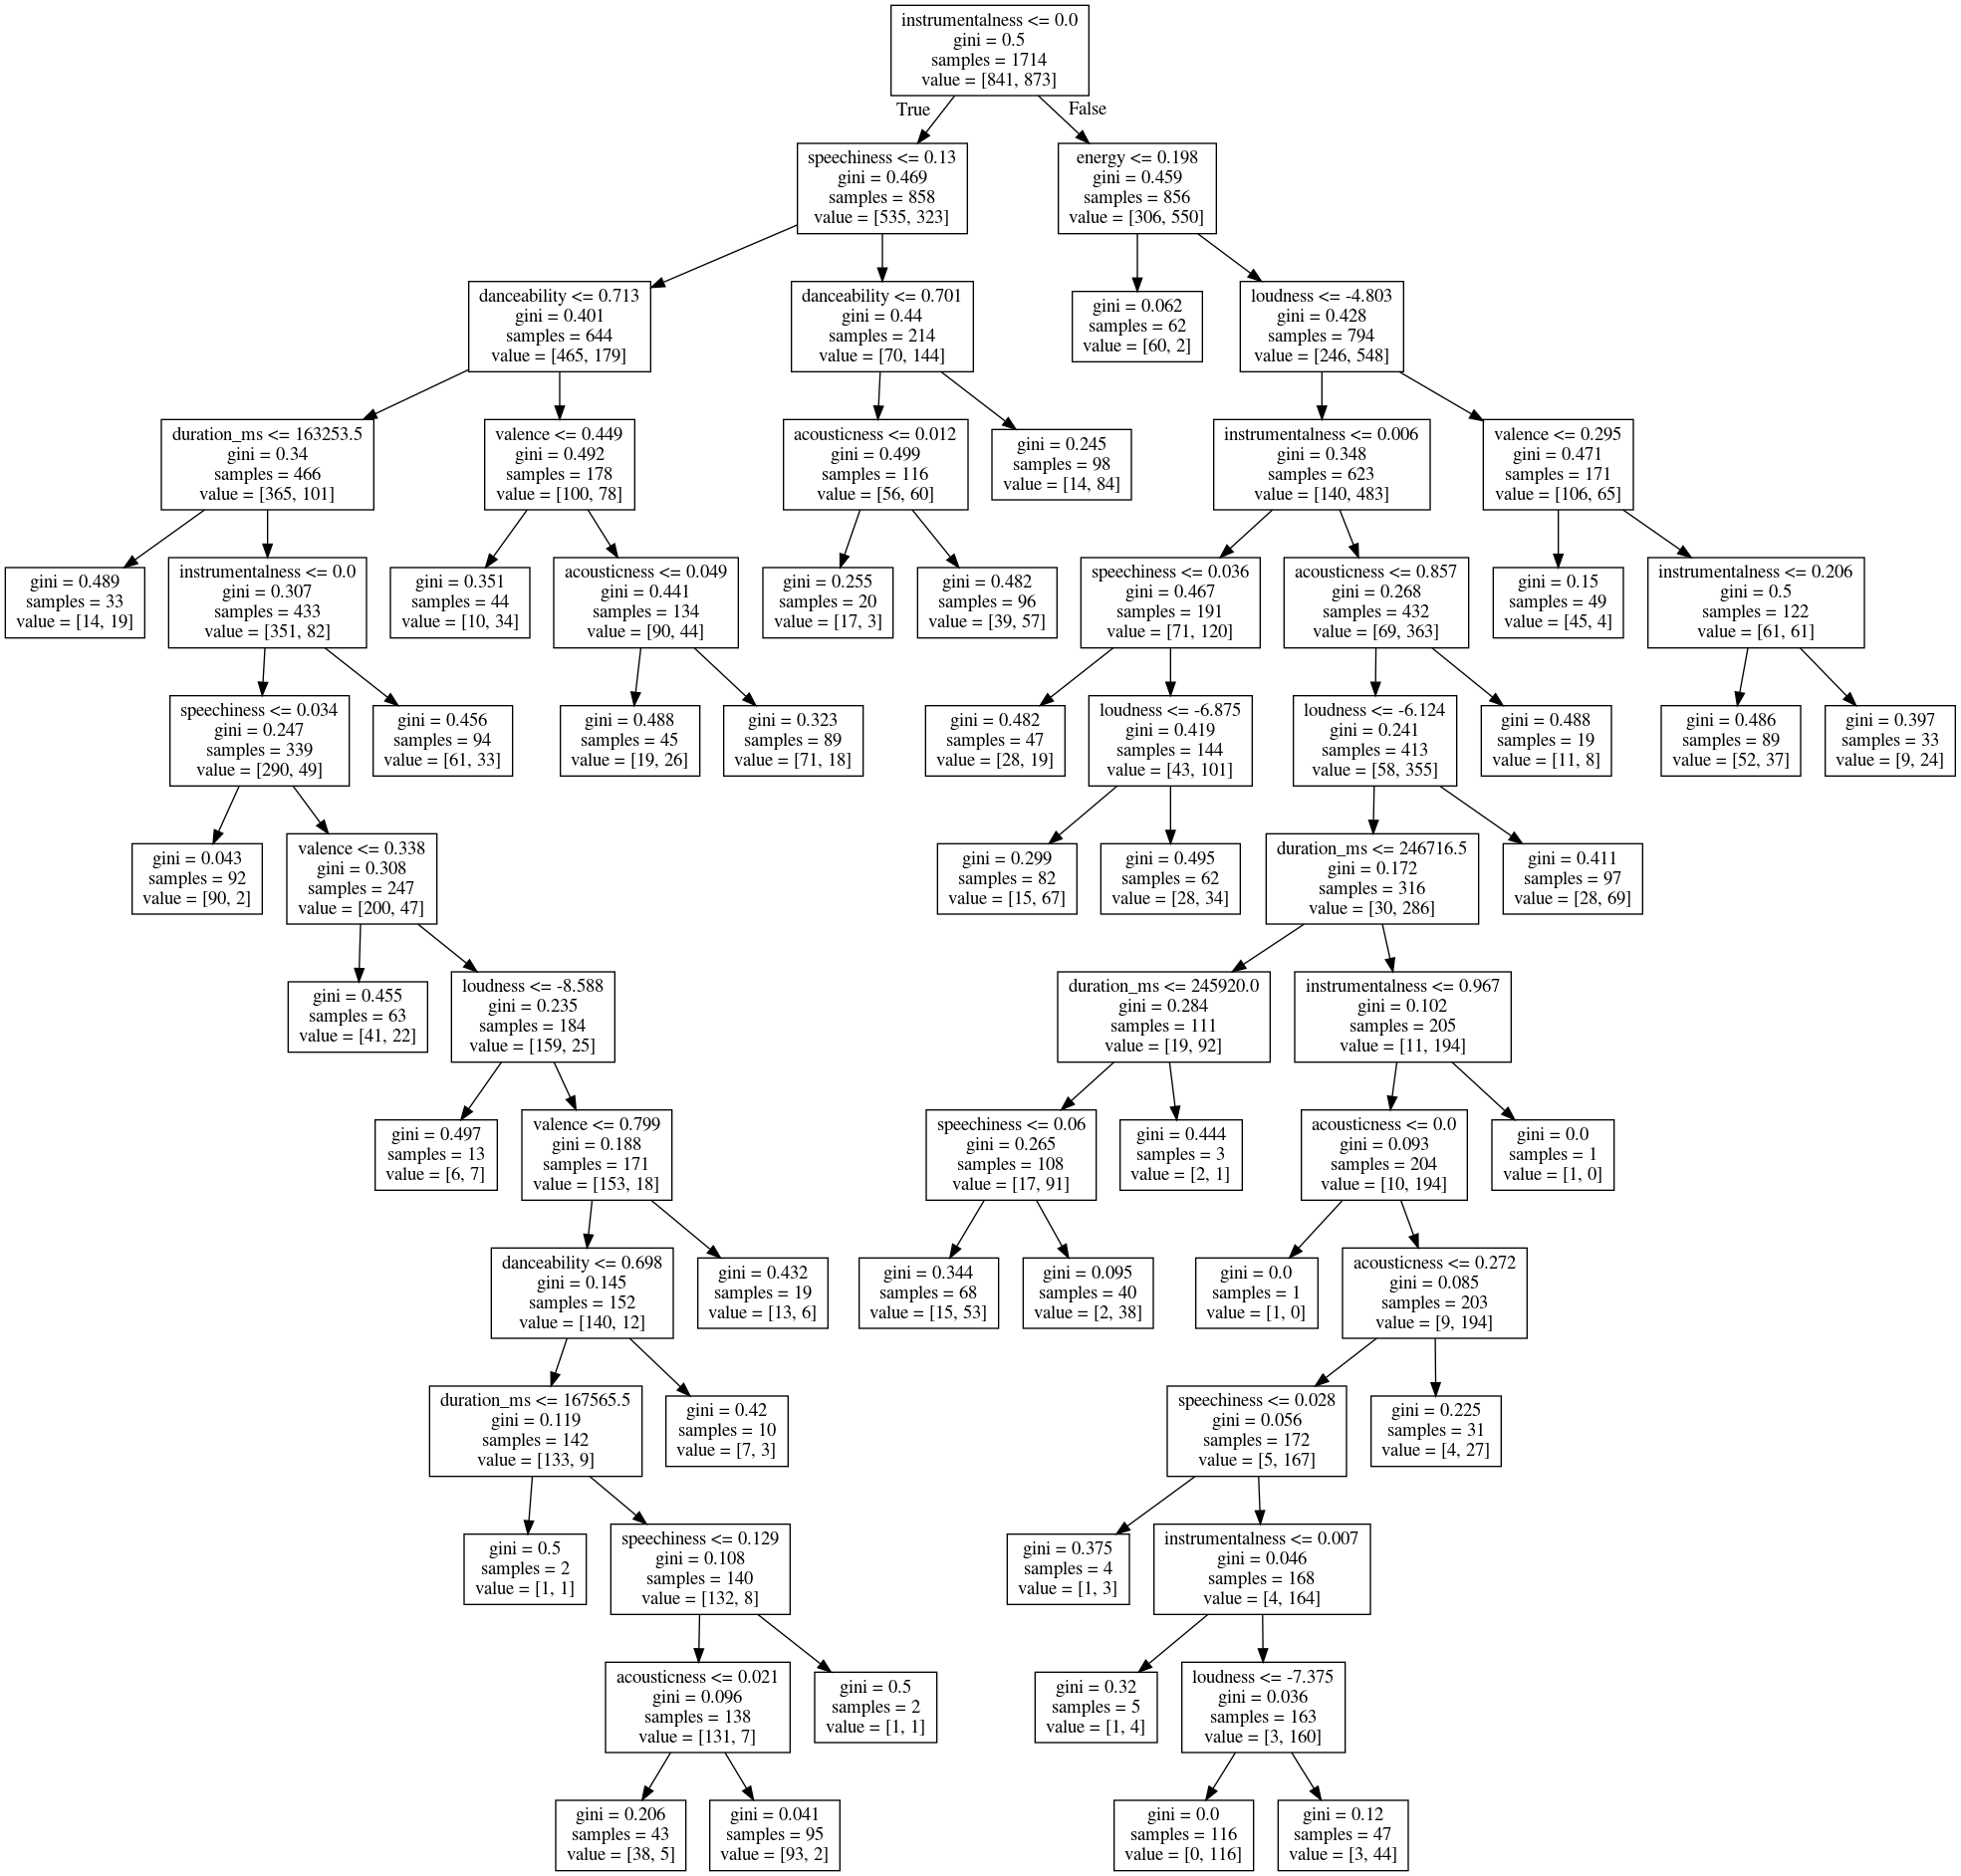 instrumentalness <= 0.0
gini = 0.5
samples = 1714
value = [841, 873]
True
False
speechiness <= 0.13
gini = 0.469
samples = 858
value = [535, 323]
energy <= 0.198
gini = 0.459
samples = 856
value = [306, 550]
danceability <= 0.713
gini = 0.401
samples = 644
value = [465, 179]
danceability <= 0.701
gini = 0.44
samples = 214
value = [70, 144]
gini = 0.062
samples = 62
value = [60, 2]
loudness <= -4.803
gini = 0.428
samples = 794
value = [246, 548]
duration_ms <= 163253.5
gini = 0.34
samples = 466
value = [365, 101]
valence <= 0.449
gini = 0.492
samples = 178
value = [100, 78]
acousticness <= 0.012
gini = 0.499
samples = 116
value = [56, 60]
gini = 0.245
samples = 98
value = [14, 84]
instrumentalness <= 0.006
gini = 0.348
samples = 623
value = [140, 483]
valence <= 0.295
gini = 0.471
samples = 171
value = [106, 65]
gini = 0.489
samples = 33
value = [14, 19]
instrumentalness <= 0.0
gini = 0.307
samples = 433
value = [351, 82]
gini = 0.351
samples = 44
value = [10, 34]
acousticness <= 0.049
gini = 0.441
samples = 134
value = [90, 44]
gini = 0.255
samples = 20
value = [17, 3]
gini = 0.482
samples = 96
value = [39, 57]
speechiness <= 0.036
gini = 0.467
samples = 191
value = [71, 120]
acousticness <= 0.857
gini = 0.268
samples = 432
value = [69, 363]
gini = 0.15
samples = 49
value = [45, 4]
instrumentalness <= 0.206
gini = 0.5
samples = 122
value = [61, 61]
speechiness <= 0.034
gini = 0.247
samples = 339
value = [290, 49]
gini = 0.456
samples = 94
value = [61, 33]
gini = 0.488
samples = 45
value = [19, 26]
gini = 0.323
samples = 89
value = [71, 18]
gini = 0.482
samples = 47
value = [28, 19]
loudness <= -6.875
gini = 0.419
samples = 144
value = [43, 101]
loudness <= -6.124
gini = 0.241
samples = 413
value = [58, 355]
gini = 0.488
samples = 19
value = [11, 8]
gini = 0.486
samples = 89
value = [52, 37]
gini = 0.397
samples = 33
value = [9, 24]
gini = 0.043
samples = 92
value = [90, 2]
valence <= 0.338
gini = 0.308
samples = 247
value = [200, 47]
gini = 0.299
samples = 82
value = [15, 67]
gini = 0.495
samples = 62
value = [28, 34]
duration_ms <= 246716.5
gini = 0.172
samples = 316
value = [30, 286]
gini = 0.411
samples = 97
value = [28, 69]
gini = 0.455
samples = 63
value = [41, 22]
loudness <= -8.588
gini = 0.235
samples = 184
value = [159, 25]
duration_ms <= 245920.0
gini = 0.284
samples = 111
value = [19, 92]
instrumentalness <= 0.967
gini = 0.102
samples = 205
value = [11, 194]
gini = 0.497
samples = 13
value = [6, 7]
valence <= 0.799
gini = 0.188
samples = 171
value = [153, 18]
speechiness <= 0.06
gini = 0.265
samples = 108
value = [17, 91]
gini = 0.444
samples = 3
value = [2, 1]
acousticness <= 0.0
gini = 0.093
samples = 204
value = [10, 194]
gini = 0.0
samples = 1
value = [1, 0]
danceability <= 0.698
gini = 0.145
samples = 152
value = [140, 12]
gini = 0.432
samples = 19
value = [13, 6]
gini = 0.344
samples = 68
value = [15, 53]
gini = 0.095
samples = 40
value = [2, 38]
gini = 0.0
samples = 1
value = [1, 0]
acousticness <= 0.272
gini = 0.085
samples = 203
value = [9, 194]
duration_ms <= 167565.5
gini = 0.119
samples = 142
value = [133, 9]
gini = 0.42
samples = 10
value = [7, 3]
speechiness <= 0.028
gini = 0.056
samples = 172
value = [5, 167]
gini = 0.225
samples = 31
value = [4, 27]
gini = 0.5
samples = 2
value = [1, 1]
speechiness <= 0.129
gini = 0.108
samples = 140
value = [132, 8]
gini = 0.375
samples = 4
value = [1, 3]
instrumentalness <= 0.007
gini = 0.046
samples = 168
value = [4, 164]
acousticness <= 0.021
gini = 0.096
samples = 138
value = [131, 7]
gini = 0.5
samples = 2
value = [1, 1]
gini = 0.32
samples = 5
value = [1, 4]
loudness <= -7.375
gini = 0.036
samples = 163
value = [3, 160]
gini = 0.206
samples = 43
value = [38, 5]
gini = 0.041
samples = 95
value = [93, 2]
gini = 0.0
samples = 116
value = [0, 116]
gini = 0.12
samples = 47
value = [3, 44]